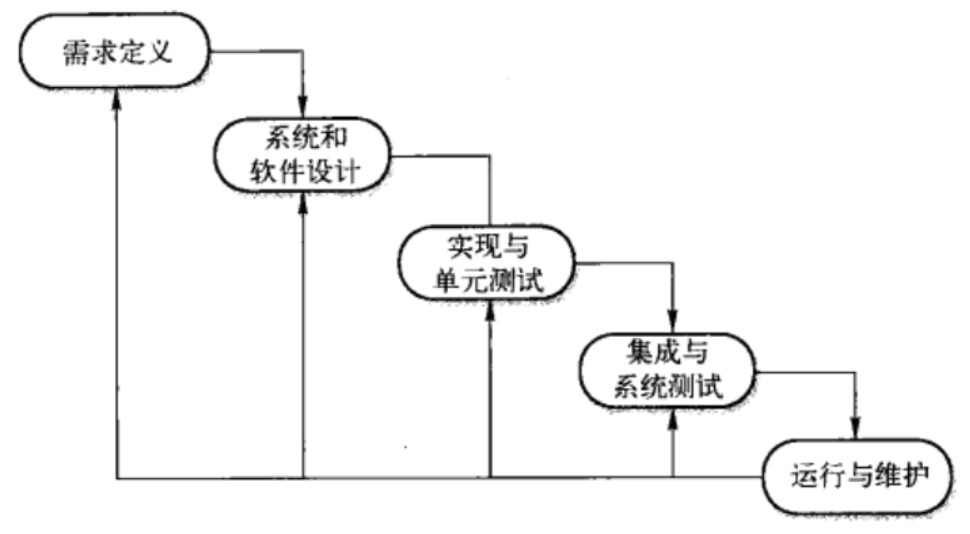 需求定义
系统和
软件设计
实现与
单元测试
集成与
系统测试
运行与维护